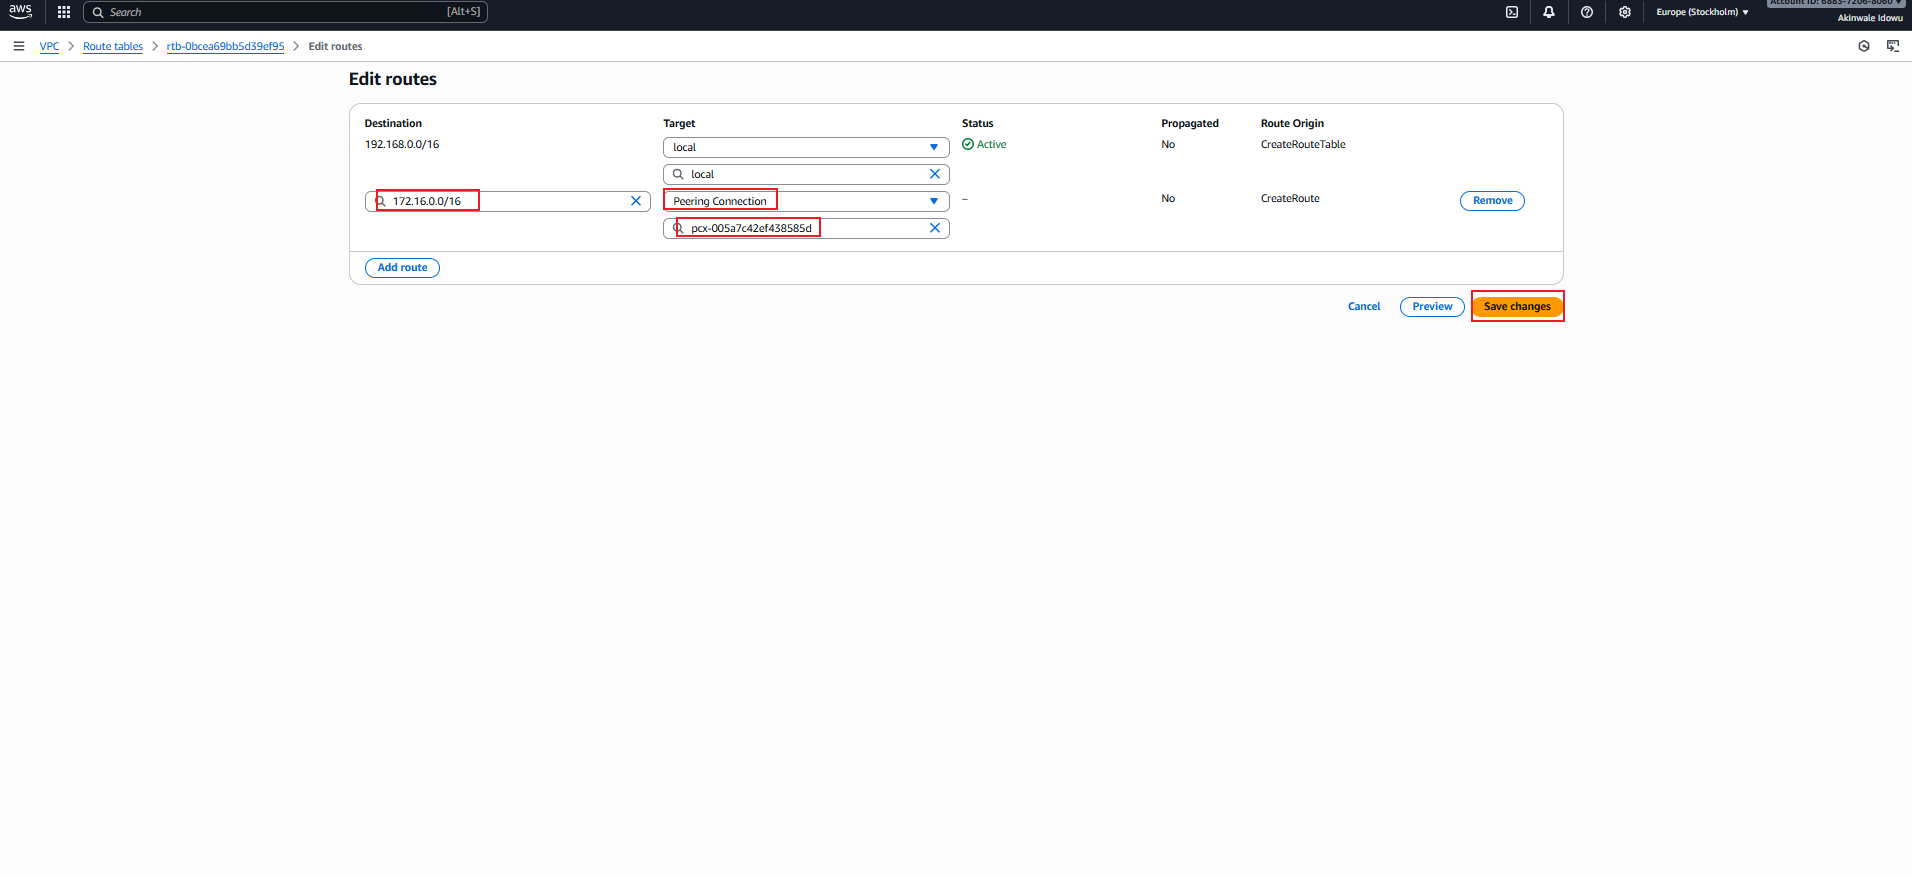 aws
Search [Alt+S]
Europe (Stockholm)
Account ID: 6883-7206-8060
Akinwale Idowu
VPC > Route tables > rtb-0bcea69bb5d39ef95 > Edit routes
Edit routes
Destination Target Status Propagated Route Origin
192.168.0.0/16 local Active No CreateRouteTable
local
172.16.0.0/16 Peering Connection – No CreateRoute Remove
pcx-005a7c42ef438585d
Add route
Cancel Preview Save changes